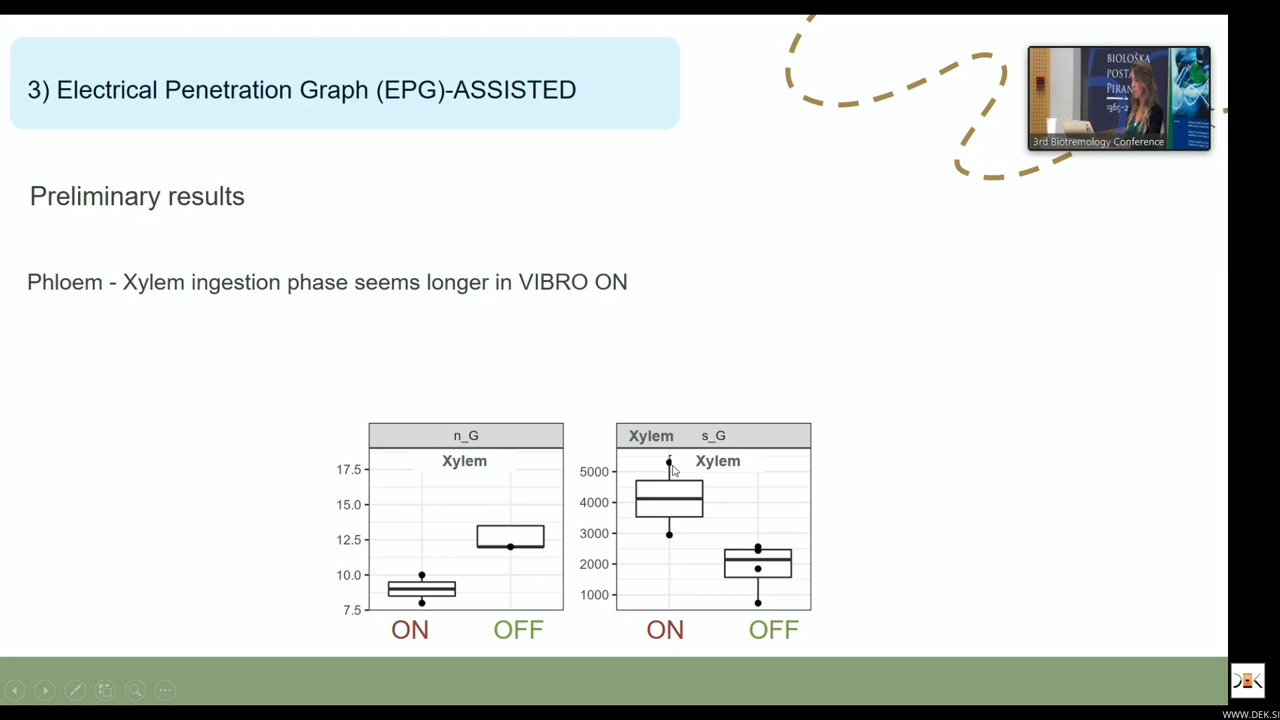 3) Electrical Penetration Graph (EPG)-ASSISTED
BIOLOŠKA
POSTA
PIRAN
1965-2
3rd Biotremology Conference
Preliminary results
Phloem - Xylem ingestion phase seems longer in VIBRO ON
n_G
Xylem
17.5
15.0
12.5
10.0
7.5
ON
OFF
Xylem s_G
Xylem
5000
4000
3000
2000
1000
ON
OFF
WWW.DEK.SI